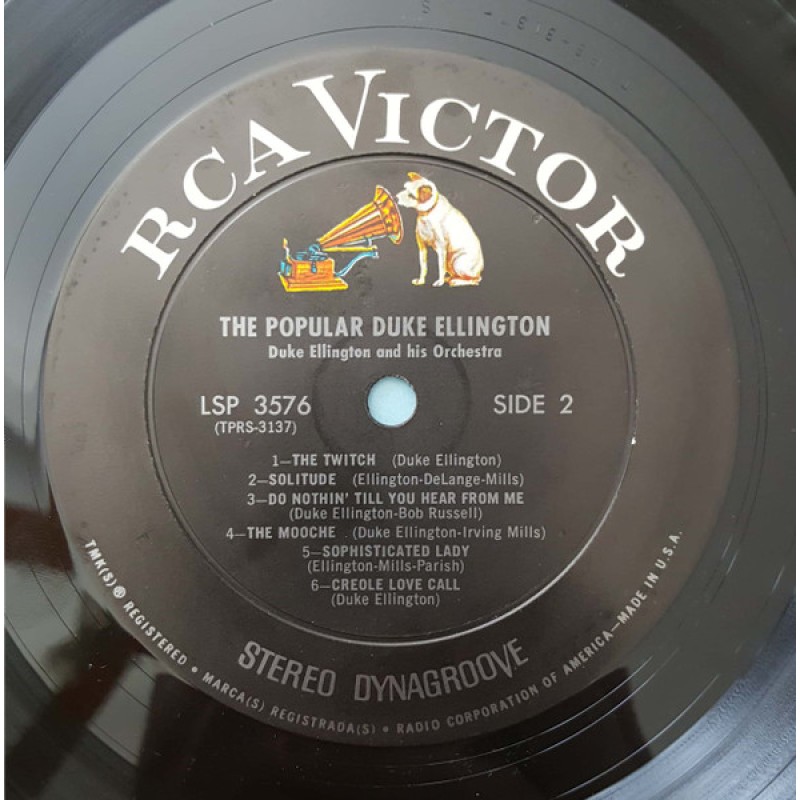 RCA VICTOR
THE POPULAR DUKE ELLINGTON
Duke Ellington and his Orchestra
LSP 3576
(TPRS-3137)
SIDE 2
1—THE TWITCH (Duke Ellington)
2—SOLITUDE (Ellington-DeLange-Mills)
3—DO NOTHIN' TILL YOU HEAR FROM ME
(Duke Ellington-Bob Russell)
4—THE MOOCHE (Duke Ellington-Irving Mills)
5—SOPHISTICATED LADY
(Ellington-Mills-Parish)
6—CREOLE LOVE CALL
(Duke Ellington)
STEREO DYNAGROOVE
TMK(S) ® REGISTERED • MARCA(S) REGISTRADA(S) • RADIO CORPORATION OF AMERICA—MADE IN U.S.A.